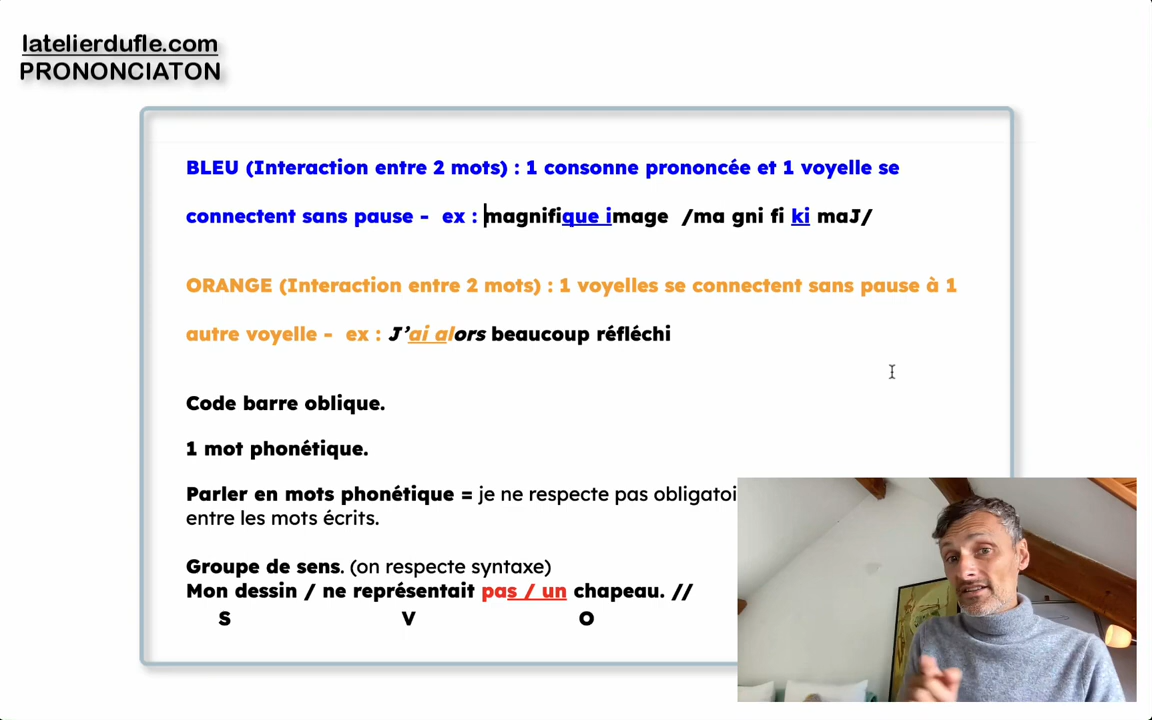 latelierdufle.com
PRONONCIATON
BLEU (Interaction entre 2 mots) : 1 consonne prononcée et 1 voyelle se
connectent sans pause - ex : magnifique image /ma gni fi ki maJ/
ORANGE (Interaction entre 2 mots) : 1 voyelles se connectent sans pause à 1
autre voyelle - ex : J’ai alors beaucoup réfléchi
Code barre oblique.
1 mot phonétique.
Parler en mots phonétique = je ne respecte pas obligatoi
entre les mots écrits.
Groupe de sens. (on respecte syntaxe)
Mon dessin / ne représentait pas / un chapeau. //
S V O